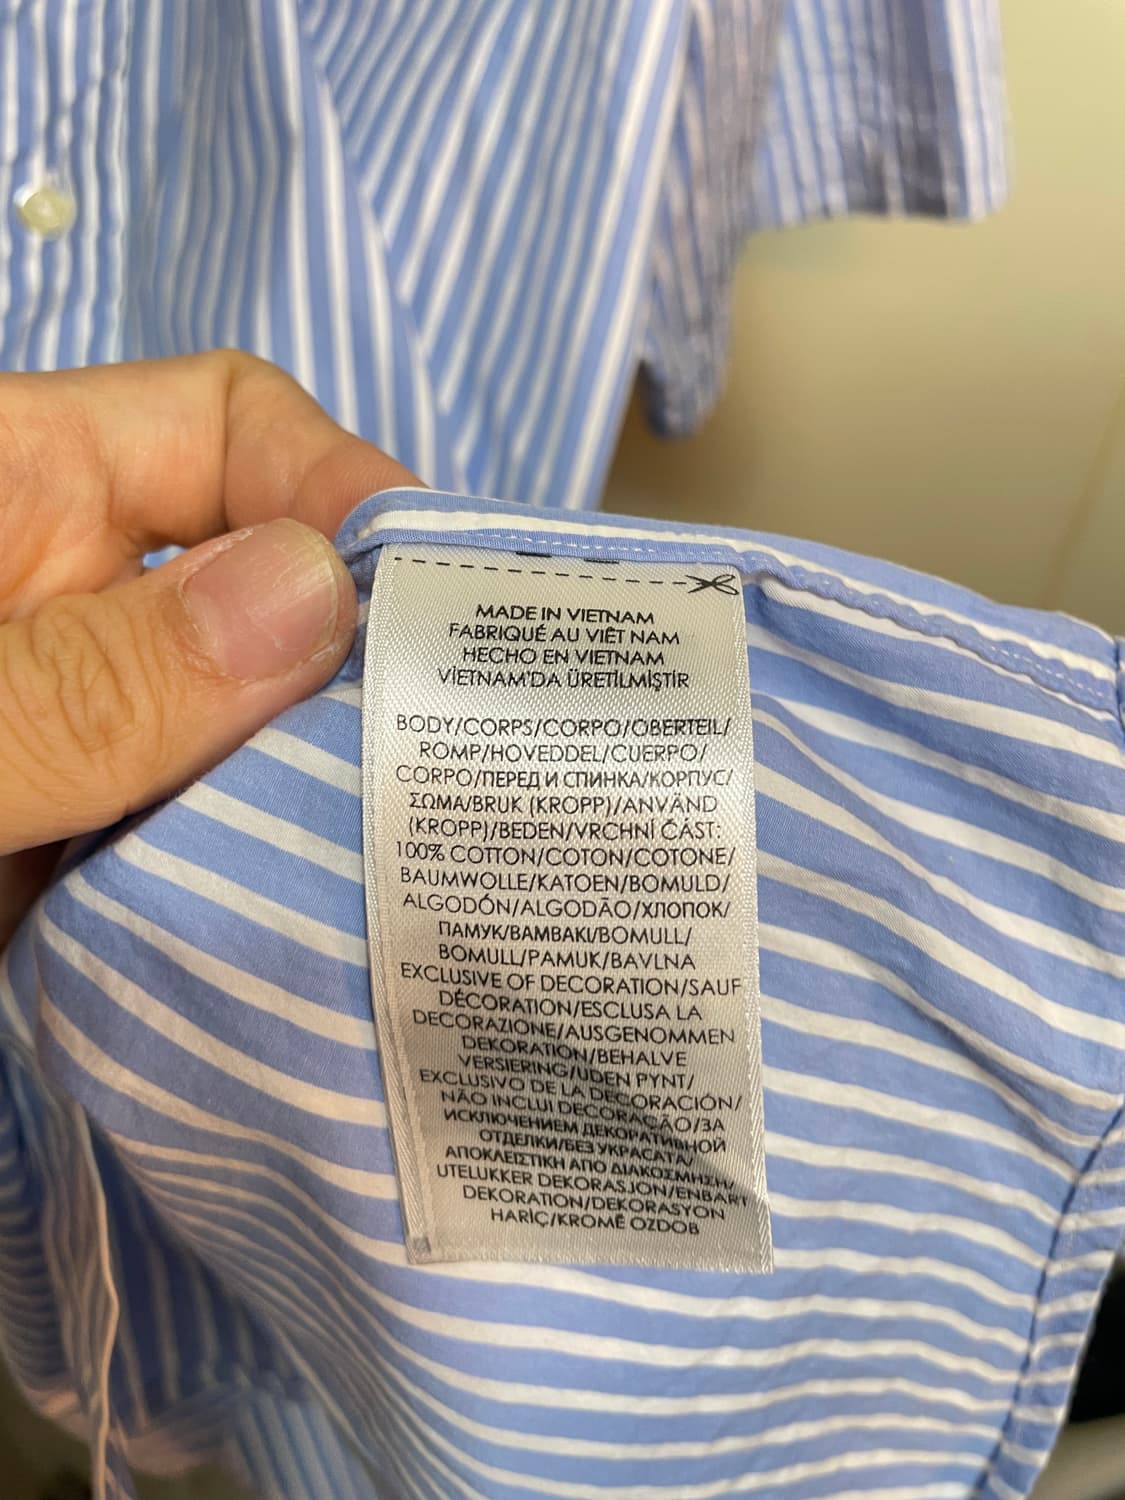 MADE IN VIETNAM
FABRIQUÉ AU VIÊT NAM
HECHO EN VIETNAM
VİETNAM'DA ÜRETİLMİŞTİR
BODY/CORPS/CORPO/OBERTEIL/
ROMP/HOVEDDEL/CUERPO/
CORPO/ПЕРЕД И СПИНКА/КОРПУС/
ΣΩΜΑ/BRUK (KROPP)/ANVÄND
(KROPP)/BEDEN/VRCHNÍ ČÁST:
100% COTTON/COTON/COTONE/
BAUMWOLLE/KATOEN/BOMULD/
ALGODÓN/ALGODÃO/ХЛОПОК/
ПАМУК/ΒΑΜΒΑΚΙ/BOMULL/
BOMULL/PAMUK/BAVLNA
EXCLUSIVE OF DECORATION/SAUF
DÉCORATION/ESCLUSA LA
DECORAZIONE/AUSGENOMMEN
DEKORATION/BEHALVE
VERSIERING/UDEN PYNT/
EXCLUSIVO DE LA DECORACIÓN/
NÃO INCLUI DECORAÇÃO/ЗА
ИСКЛЮЧЕНИЕМ ДЕКОРАТИВНОЙ
ОТДЕЛКИ/БЕЗ УКРАСАТА/
ΑΠΟΚΛΕΙΣΤΙΚΗ ΑΠΟ ΔΙΑΚΟΣΜΗΣΗ/
UTELUKKER DEKORASJON/ENBART
DEKORATION/DEKORASYON
HARİÇ/KROMĚ OZDOB